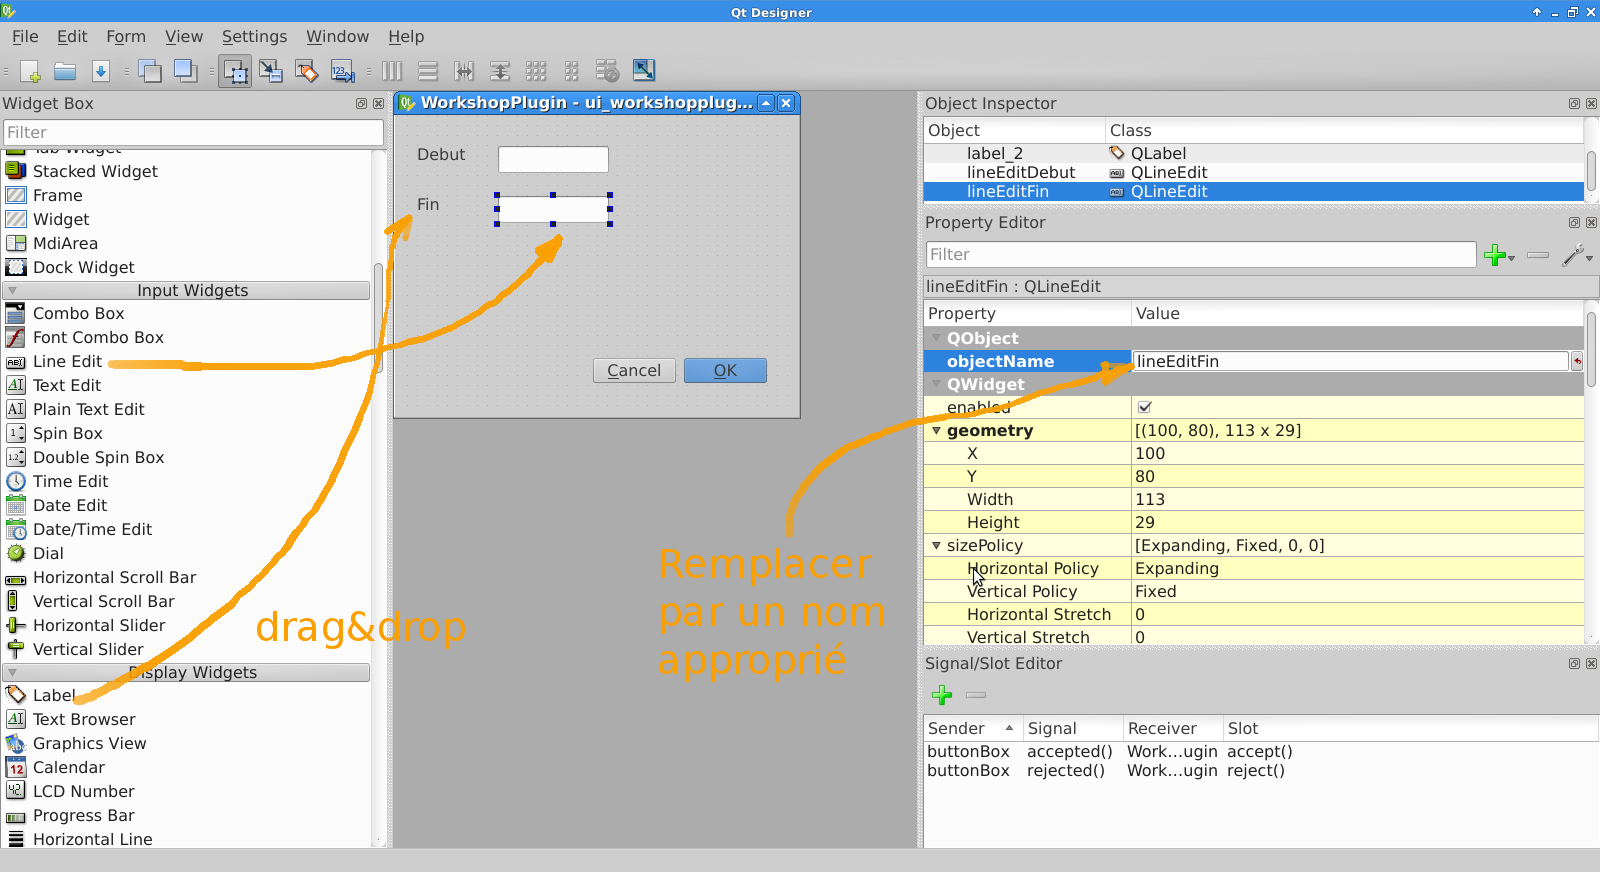 Qt Designer
File Edit Form View Settings Window Help
Widget Box
Filter
Tab Widget
Stacked Widget
Frame
Widget
MdiArea
Dock Widget
Input Widgets
Combo Box
Font Combo Box
Line Edit
Text Edit
Plain Text Edit
Spin Box
Double Spin Box
Time Edit
Date Edit
Date/Time Edit
Dial
Horizontal Scroll Bar
Vertical Scroll Bar
Horizontal Slider
Vertical Slider
Display Widgets
Label
Text Browser
Graphics View
Calendar
LCD Number
Progress Bar
Horizontal Line
drag&drop
WorkshopPlugin - ui_workshopplug...
Debut
Fin
Cancel OK
Remplacer
par un nom
approprié
Object Inspector
Object Class
label_2 QLabel
lineEditDebut QLineEdit
lineEditFin QLineEdit
Property Editor
Filter
lineEditFin : QLineEdit
Property Value
QObject
objectName lineEditFin
QWidget
enabled
geometry [(100, 80), 113 x 29]
X 100
Y 80
Width 113
Height 29
sizePolicy [Expanding, Fixed, 0, 0]
Horizontal Policy Expanding
Vertical Policy Fixed
Horizontal Stretch 0
Vertical Stretch 0
Signal/Slot Editor
Sender Signal Receiver Slot
buttonBox accepted() Work...ugin accept()
buttonBox rejected() Work...ugin reject()